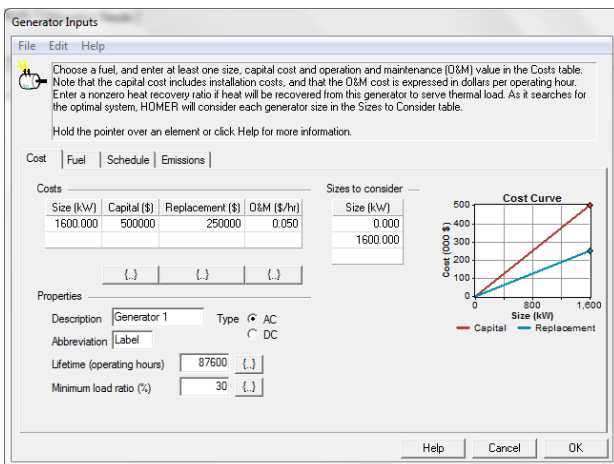 Generator Inputs
File Edit Help
Choose a fuel, and enter at least one size, capital cost and operation and maintenance (O&M) value in the Costs table.
Note that the capital cost includes installation costs, and that the O&M cost is expressed in dollars per operating hour.
Enter a nonzero heat recovery ratio if heat will be recovered from this generator to serve thermal load. As it searches for
the optimal system, HOMER will consider each generator size in the Sizes to Consider table.
Hold the pointer over an element or click Help for more information.
Cost Fuel Schedule Emissions
Costs
Size (kW) Capital ($) Replacement ($) O&M ($/hr)
1600.000 500000 250000 0.050
{..} {..} {..}
Sizes to consider
Size (kW)
0.000
1600.000
Cost Curve
Cost (000 $)
500
400
300
200
100
0
0 800 1,600
Size (kW)
Capital Replacement
Properties
Description Generator 1 Type AC
DC
Abbreviation Label
Lifetime (operating hours) 87600 {..}
Minimum load ratio (%) 30 {..}
Help Cancel OK